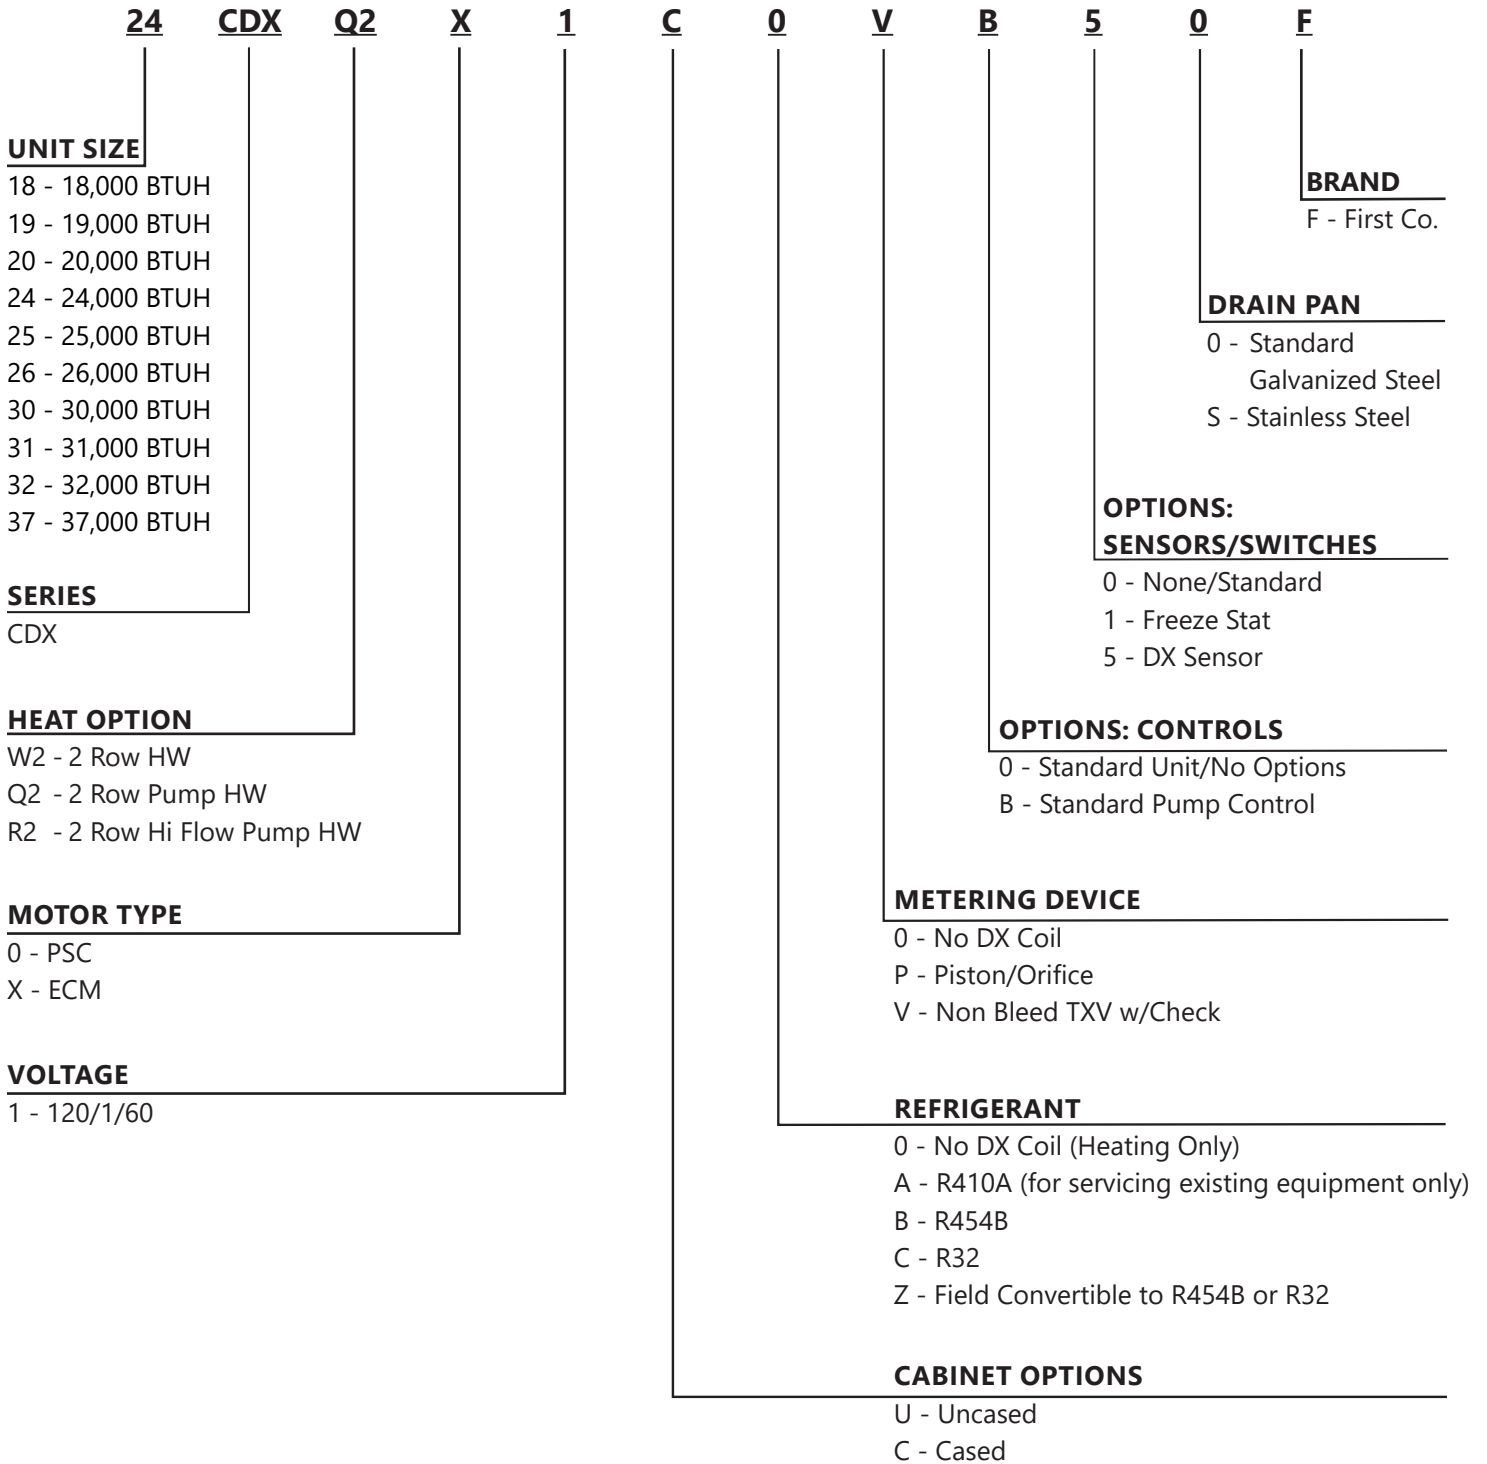 24 CDX Q2 X 1 C 0 V B 5 0 F
UNIT SIZE
18 - 18,000 BTUH
19 - 19,000 BTUH
20 - 20,000 BTUH
24 - 24,000 BTUH
25 - 25,000 BTUH
26 - 26,000 BTUH
30 - 30,000 BTUH
31 - 31,000 BTUH
32 - 32,000 BTUH
37 - 37,000 BTUH
SERIES
CDX
HEAT OPTION
W2 - 2 Row HW
Q2 - 2 Row Pump HW
R2 - 2 Row Hi Flow Pump HW
MOTOR TYPE
0 - PSC
X - ECM
VOLTAGE
1 - 120/1/60
BRAND
F - First Co.
DRAIN PAN
0 - Standard
Galvanized Steel
S - Stainless Steel
OPTIONS:
SENSORS/SWITCHES
0 - None/Standard
1 - Freeze Stat
5 - DX Sensor
OPTIONS: CONTROLS
0 - Standard Unit/No Options
B - Standard Pump Control
METERING DEVICE
0 - No DX Coil
P - Piston/Orifice
V - Non Bleed TXV w/Check
REFRIGERANT
0 - No DX Coil (Heating Only)
A - R410A (for servicing existing equipment only)
B - R454B
C - R32
Z - Field Convertible to R454B or R32
CABINET OPTIONS
U - Uncased
C - Cased